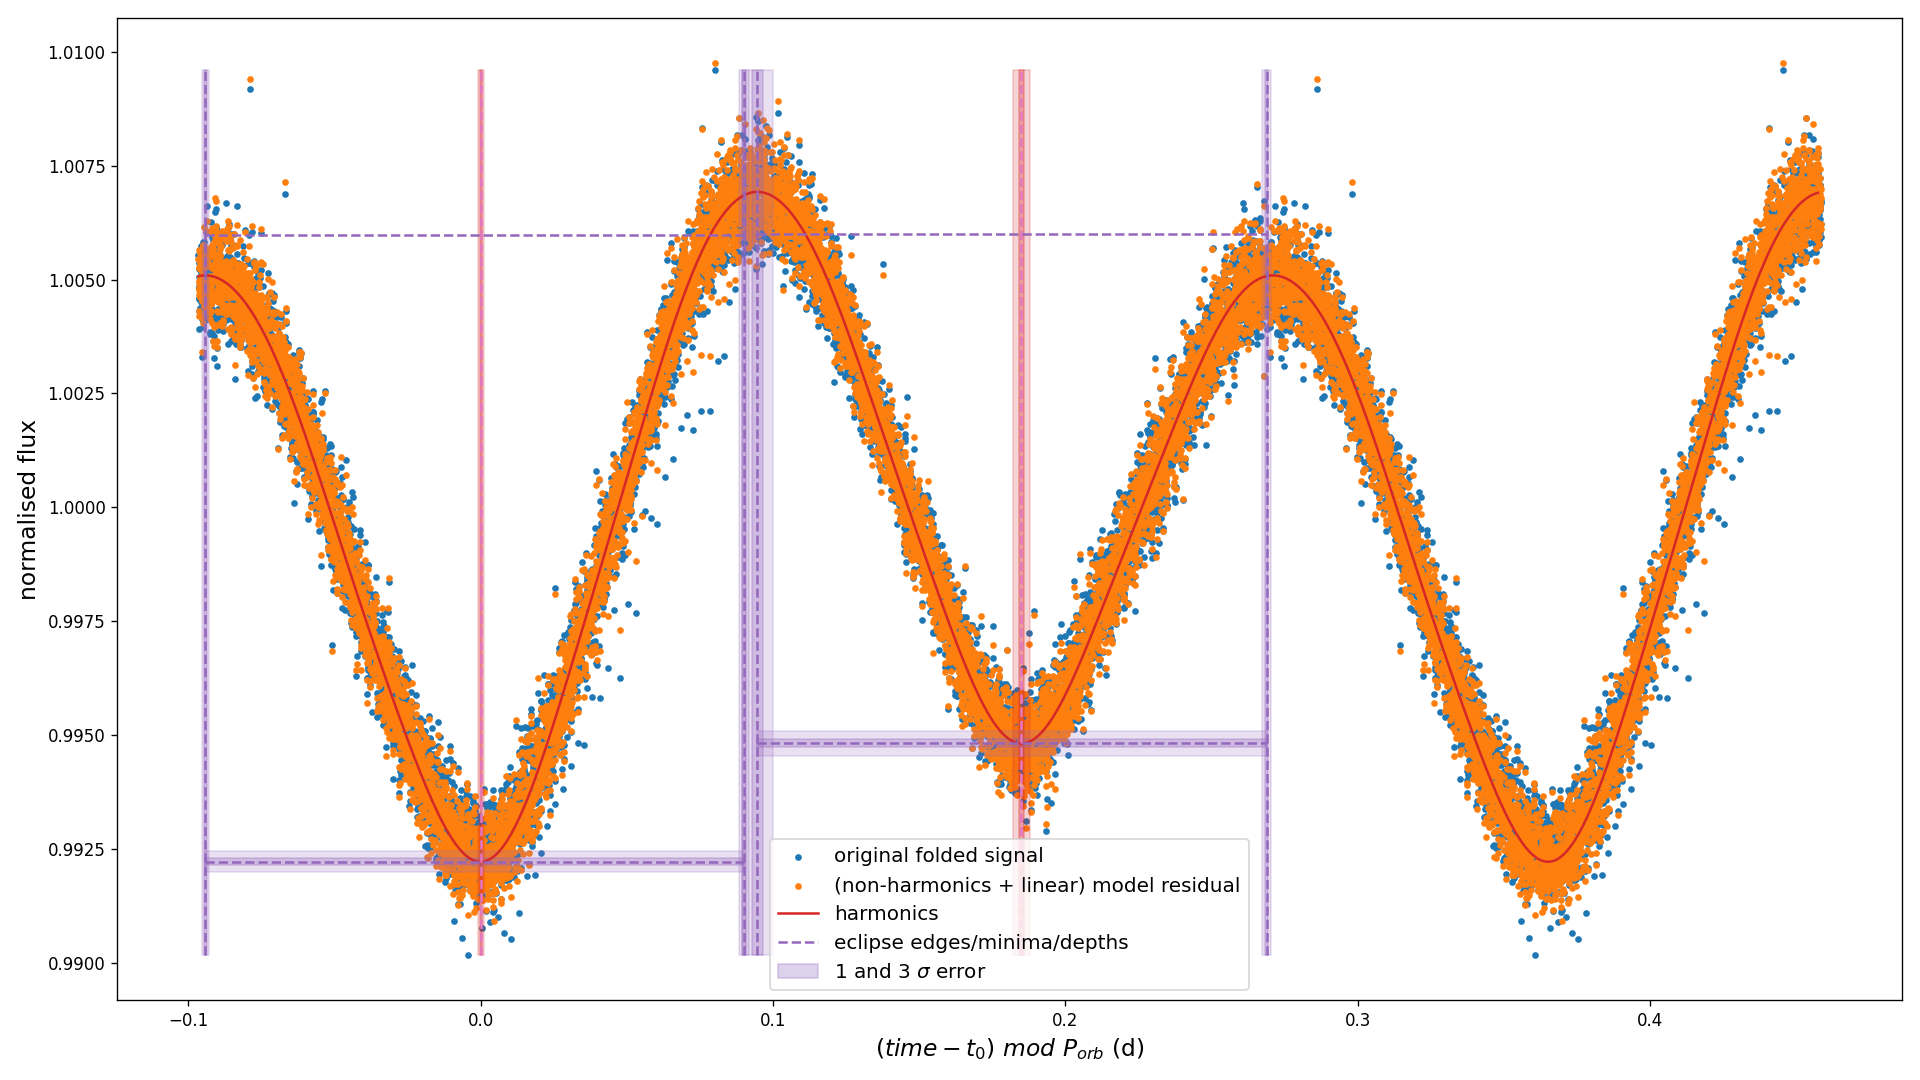 normalised flux
1.0100
1.0075
1.0050
1.0025
1.0000
0.9975
0.9950
0.9925
0.9900
original folded signal
(non-harmonics + linear) model residual
harmonics
eclipse edges/minima/depths
1 and 3 σ error
−0.1
0.0
0.1
0.2
0.3
0.4
(time − t₀) mod P_orb (d)